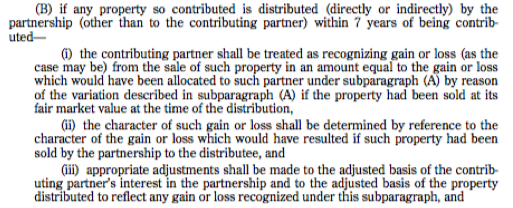 (B) if any property so contributed is distributed (directly or indirectly) by the
partnership (other than to the contributing partner) within 7 years of being contrib-
uted—
(i) the contributing partner shall be treated as recognizing gain or loss (as the
case may be) from the sale of such property in an amount equal to the gain or loss
which would have been allocated to such partner under subparagraph (A) by reason
of the variation described in subparagraph (A) if the property had been sold at its
fair market value at the time of the distribution,
(ii) the character of such gain or loss shall be determined by reference to the
character of the gain or loss which would have resulted if such property had been
sold by the partnership to the distributee, and
(iii) appropriate adjustments shall be made to the adjusted basis of the contrib-
uting partner's interest in the partnership and to the adjusted basis of the property
distributed to reflect any gain or loss recognized under this subparagraph, and